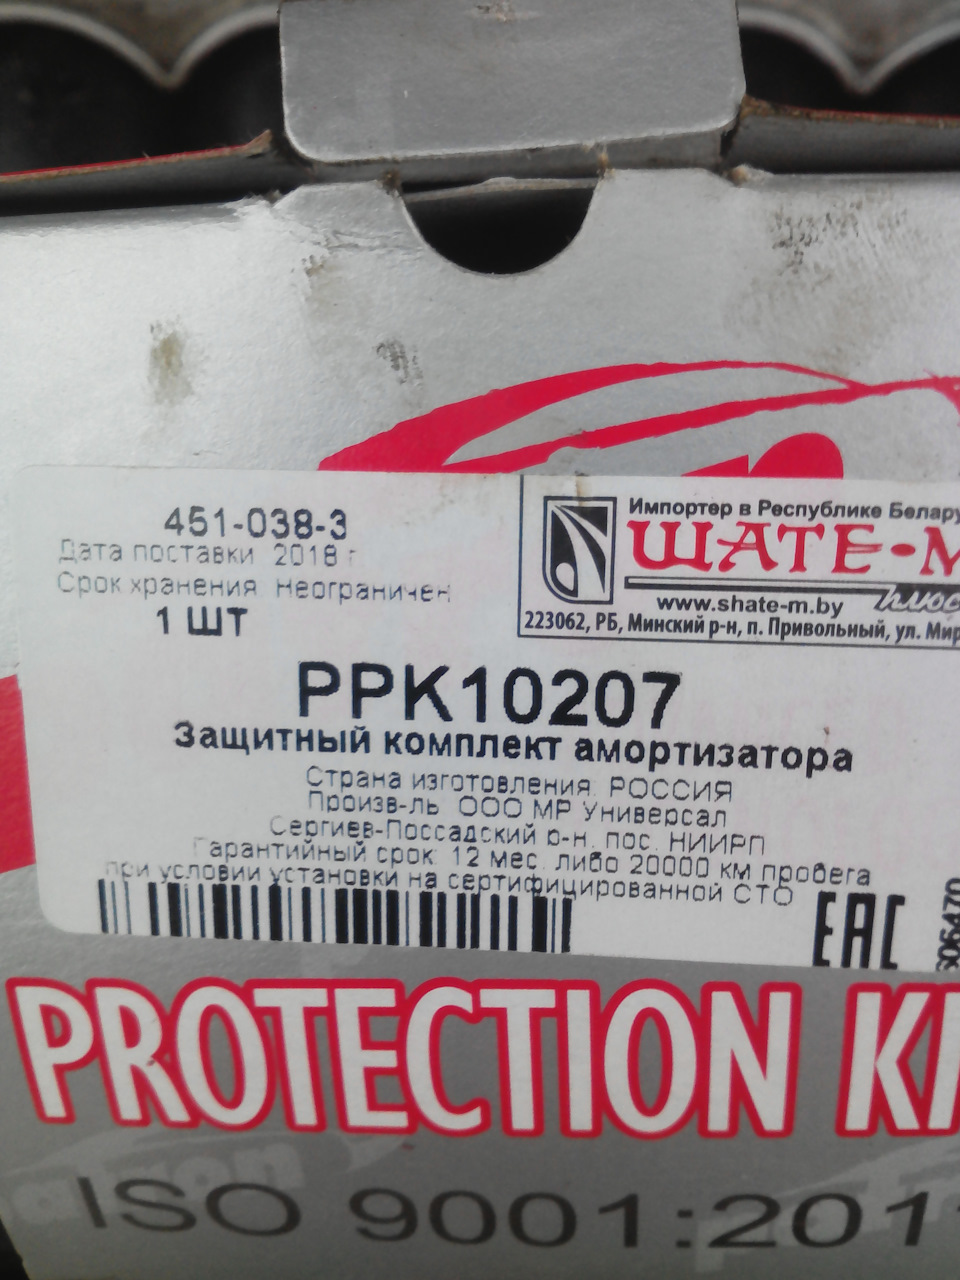 451-038-3
Дата поставки 2018 г
Срок хранения неограничен
1 ШТ
Импортер в Республике Белару
ШАТЕ-М
плюс
www.shate-m.by
223062, РБ, Минский р-н, п. Привольный, ул. Мир
PPK10207
Защитный комплект амортизатора
Страна изготовления: РОССИЯ
Произв-ль: ООО МР Универсал
Сергиев-Поссадский р-н. пос. НИИРП
Гарантийный срок: 12 мес. либо 20000 км пробега
при условии установки на сертифицированной СТО
EAC
606470
PROTECTION KI
ISO 9001:201